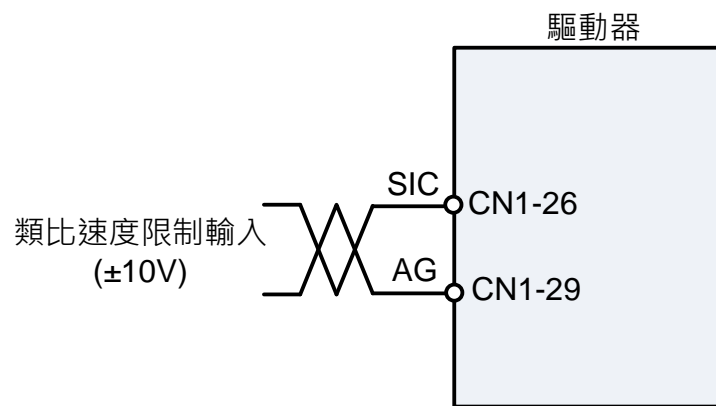 驅動器
SIC
CN1-26
類比速度限制輸入
(±10V)
AG
CN1-29